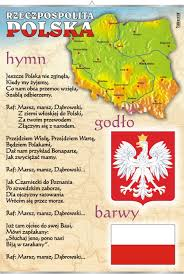 RZECZPOSPOLITA
POLSKA
hymn
Jeszcze Polska nie zginęła,
Kiedy my żyjemy.
Co nam obca przemoc wzięła,
Szablą odbierzemy.
Ref: Marsz, marsz, Dąbrowski...
Z ziemi włoskiej do Polski,
Za twoim przewodem
Złączym się z narodem.
Przejdziem Wisłę, przejdziem Wartę,
Będziem Polakami,
Dał nam przykład Bonaparte,
Jak zwyciężać mamy.
Ref: Marsz, marsz, Dąbrowski...
Jak Czarniecki do Poznania
Po szwedzkim zaborze,
Dla ojczyzny ratowania
Wrócim się przez morze.
Ref: Marsz, marsz, Dąbrowski...
Już tam ojciec do swej Basi,
Mówi zapłakany:
"Słuchaj jeno, pono nasi
Biją w tarabany."
Ref: Marsz, marsz, Dąbrowski...
godło
barwy